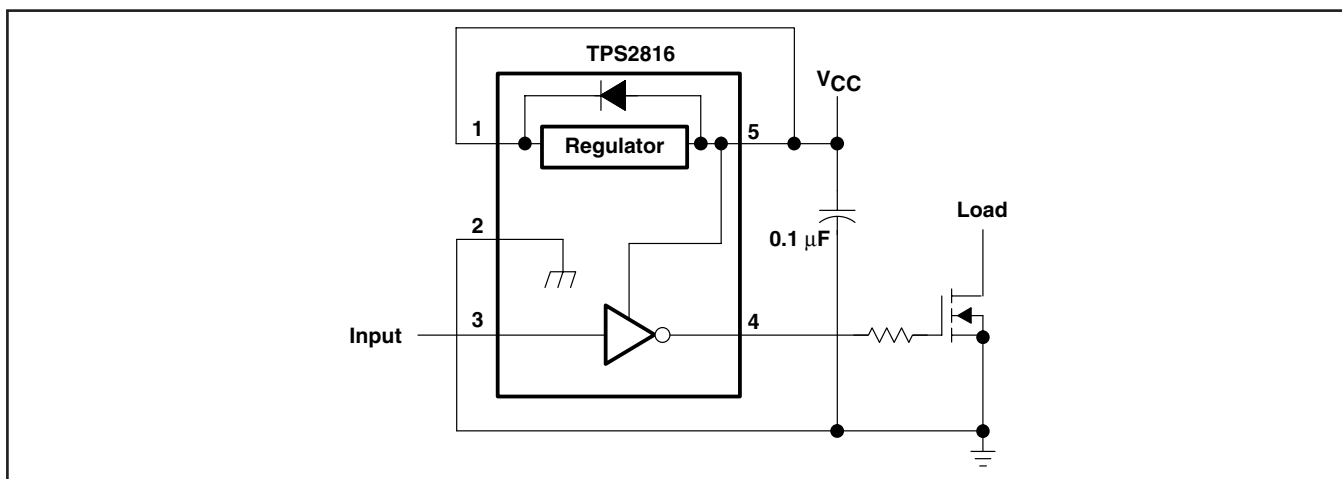 TPS2816
VCC
1
5
Regulator
2
0.1 μF
Load
Input
3
4